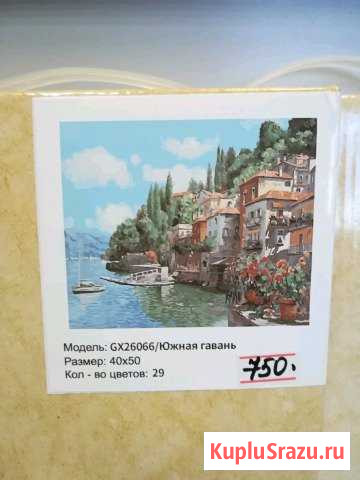 Модель: GX26066/Южная гавань
Размер: 40x50
Кол - во цветов: 29
750.
KupluSrazu.ru